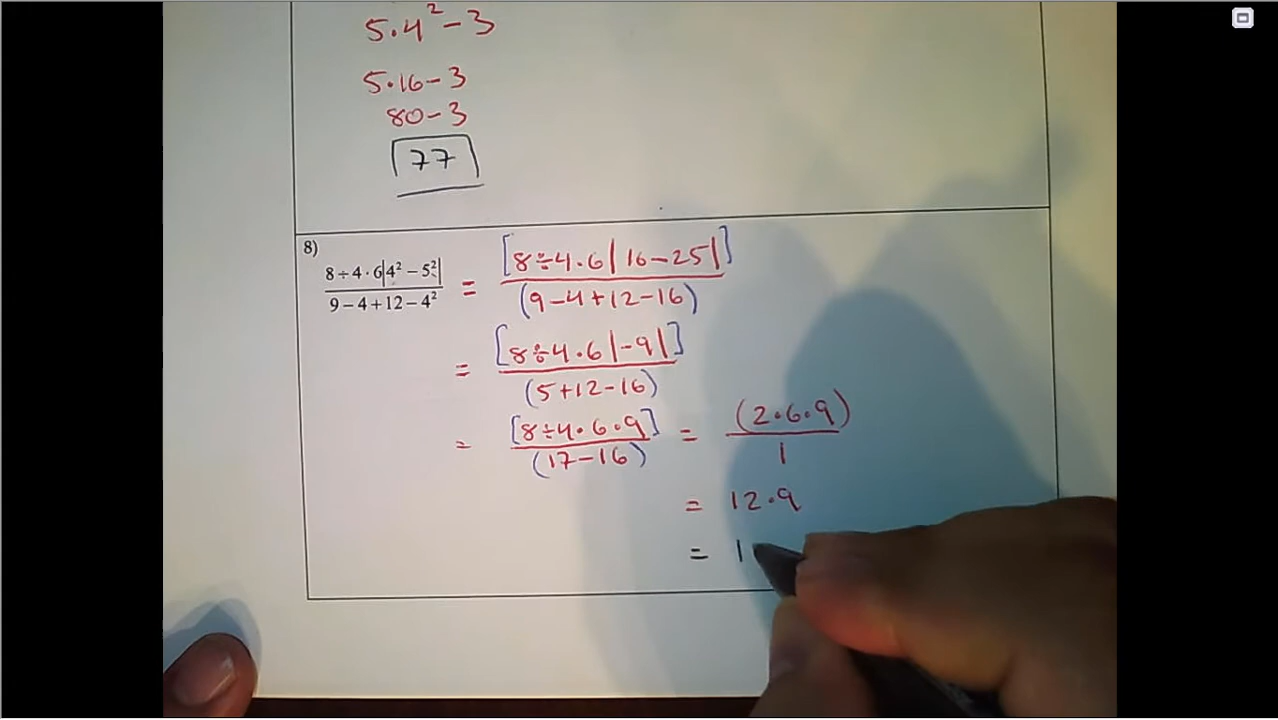 5·4² − 3
5·16 − 3
80 − 3
77
8)
8 ÷ 4 · 6|4² − 5²| / 9 − 4 + 12 − 4² = [8 ÷ 4 · 6|16 − 25|] / (9 − 4 + 12 − 16)
= [8 ÷ 4 · 6|−9|] / (5 + 12 − 16)
= [8 ÷ 4 · 6 · 9] / (17 − 16) = (2 · 6 · 9) / 1
= 12 · 9
= 1